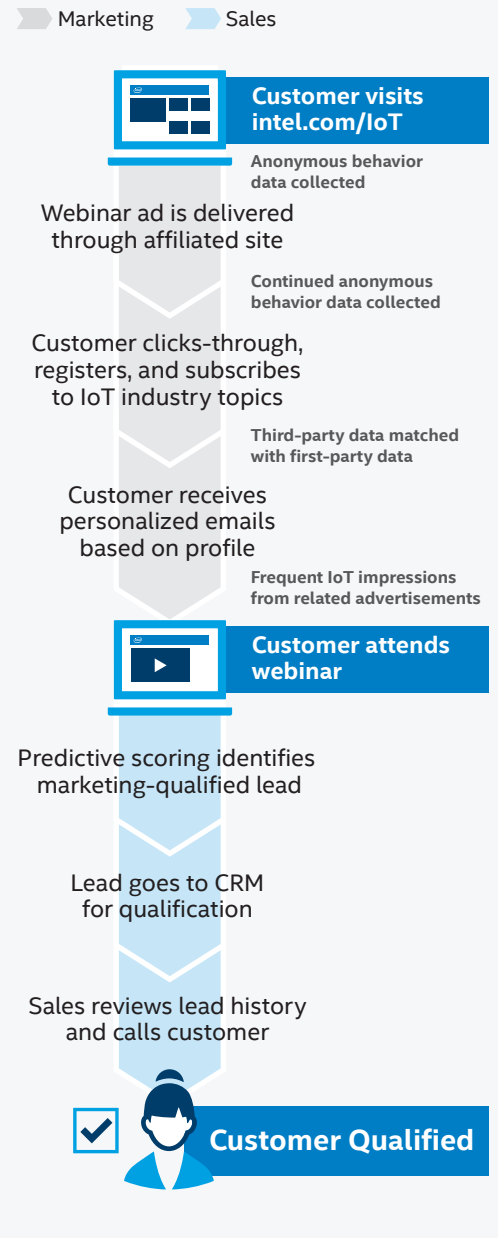 Marketing
Sales
Customer visits
intel.com/IoT
Anonymous behavior
data collected
Webinar ad is delivered
through affiliated site
Continued anonymous
behavior data collected
Customer clicks-through,
registers, and subscribes
to IoT industry topics
Third-party data matched
with first-party data
Customer receives
personalized emails
based on profile
Frequent IoT impressions
from related advertisements
Customer attends
webinar
Predictive scoring identifies
marketing-qualified lead
Lead goes to CRM
for qualification
Sales reviews lead history
and calls customer
Customer Qualified